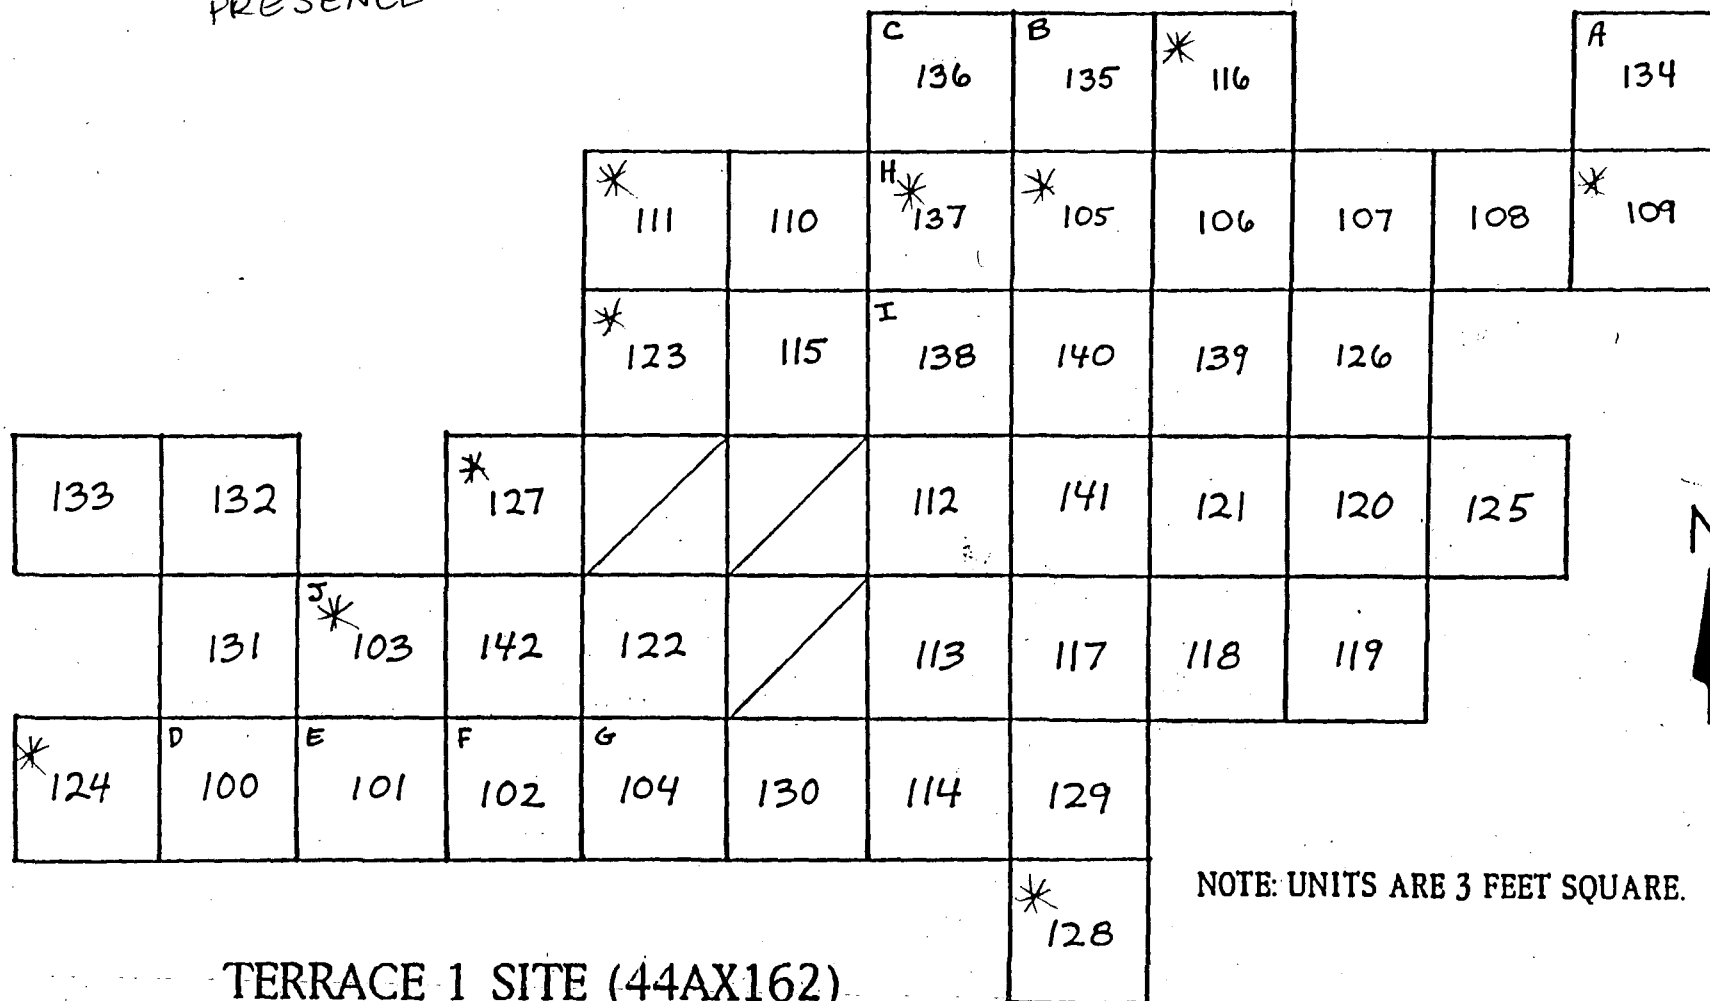 PRESENCE
C B A
136 135 * 116 134
* H * * *
111 110 137 105 106 107 108 109
* I
123 115 138 140 139 126
*
133 132 127 112 141 121 120 125
N
J *
131 103 142 122 113 117 118 119
* D E F G
124 100 101 102 104 130 114 129
*
128
NOTE: UNITS ARE 3 FEET SQUARE.
TERRACE 1 SITE (44AX162)